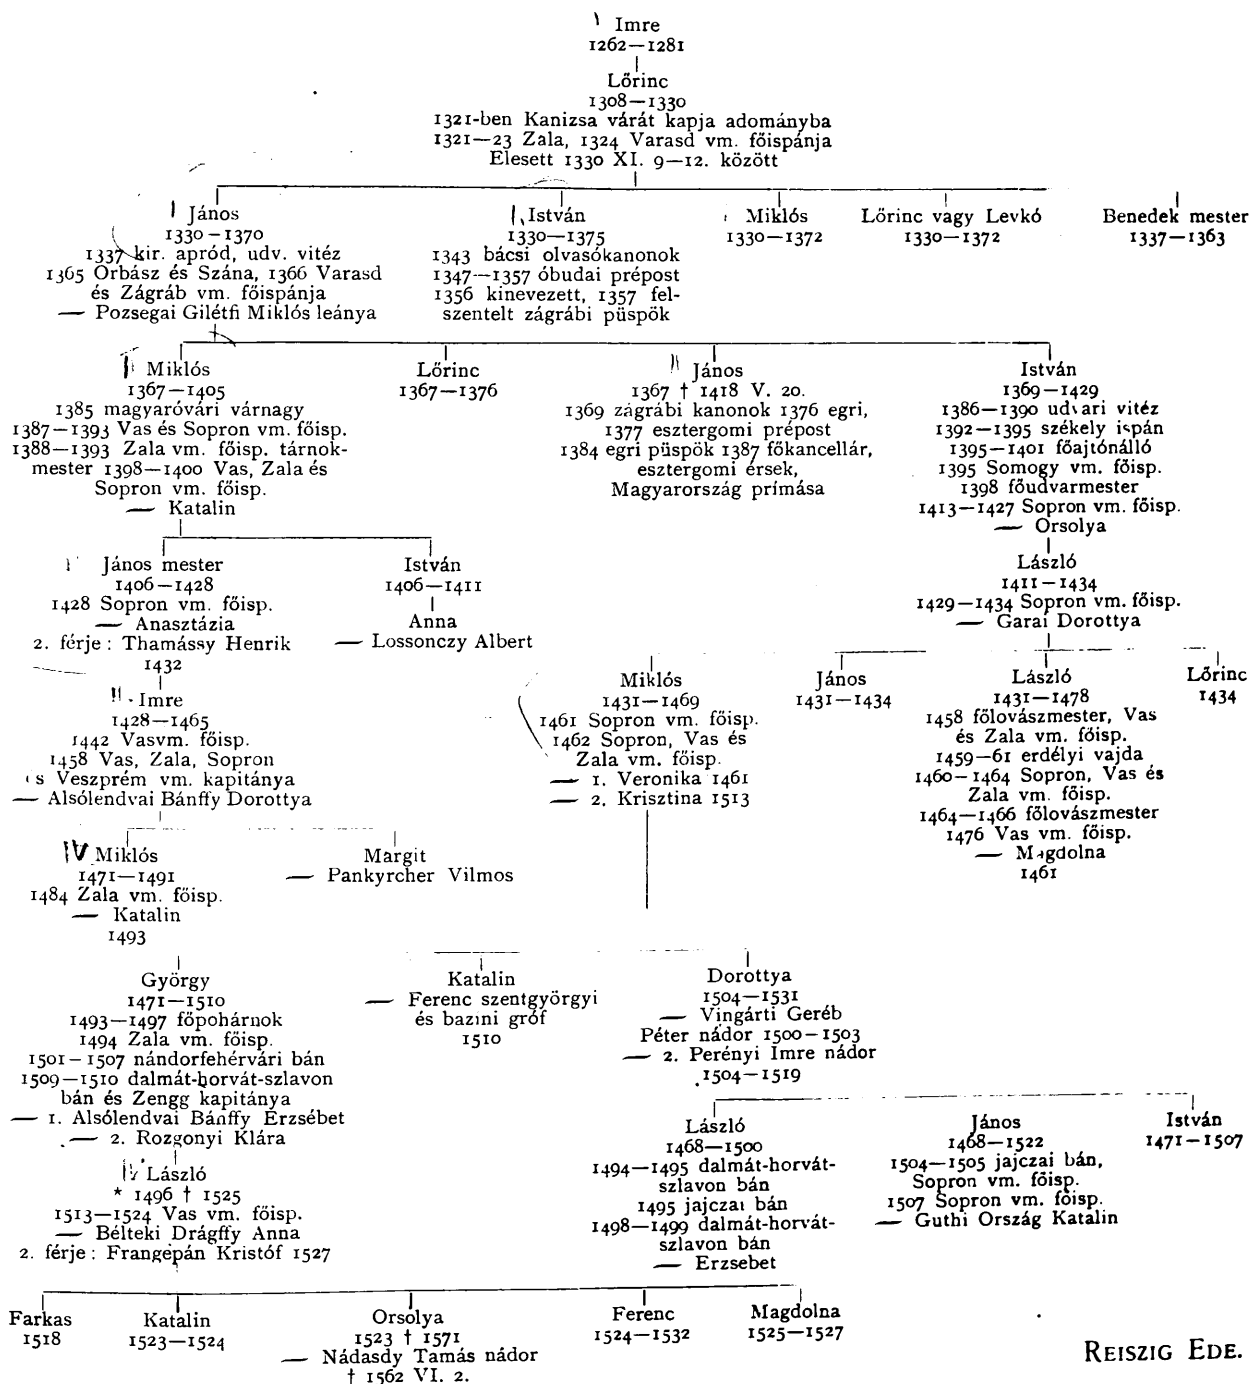 Imre
1262—1281
Lőrinc
1308—1330
1321-ben Kanizsa várát kapja adományba
1321—23 Zala, 1324 Varasd vm. főispánja
Elesett 1330 XI. 9—12. között
János
1330—1370
1337 kir. apród, udv. vitéz
1365 Orbász és Szána, 1366 Varasd
és Zágráb vm. főispánja
— Pozsegai Gilétfi Miklós leánya
István
1330—1375
1343 bácsi olvasókanonok
1347—1357 óbudai prépost
1356 kinevezett, 1357 fel-
szentelt zágrábi püspök
Miklós
1330—1372
Lőrinc vagy Levkó
1330—1372
Benedek mester
1337—1363
Miklós
1367—1405
1385 magyaróvári várnagy
1387—1393 Vas és Sopron vm. főisp.
1388—1393 Zala vm. főisp. tárnok-
mester 1398—1400 Vas, Zala és
Sopron vm. főisp.
— Katalin
Lőrinc
1367—1376
János
1367 † 1418 V. 20.
1369 zágrábi kanonok 1376 egri,
1377 esztergomi prépost
1384 egri püspök 1387 főkancellár,
esztergomi érsek,
Magyarország prímása
István
1369—1429
1386—1390 udvari vitéz
1392—1395 székely ispán
1395—1401 főajtónálló
1395 Somogy vm. főisp.
1398 főudvarmester
1413—1427 Sopron vm. főisp.
— Orsolya
János mester
1406—1428
1428 Sopron vm. főisp.
— Anasztázia
2. férje : Thamássy Henrik
1432
István
1406—1411
Anna
— Lossonczy Albert
László
1411—1434
1429—1434 Sopron vm. főisp.
— Garai Dorottya
Imre
1428—1465
1442 Vasvm. főisp.
1458 Vas, Zala, Sopron
és Veszprém vm. kapitánya
— Alsólendvai Bánffy Dorottya
Miklós
1431—1469
1461 Sopron vm. főisp.
1462 Sopron, Vas és
Zala vm. főisp.
— 1. Veronika 1461
— 2. Krisztina 1513
János
1431—1434
László
1431—1478
1458 főlovászmester, Vas
és Zala vm. főisp.
1459—61 erdélyi vajda
1460—1464 Sopron, Vas és
Zala vm. főisp.
1464—1466 főlovászmester
1476 Vas vm. főisp.
— Magdolna
1461
Lőrinc
1434
IV Miklós
1471—1491
1484 Zala vm. főisp.
— Katalin
1493
Margit
— Pankyrcher Vilmos
György
1471—1510
1493—1497 főpohárnok
1494 Zala vm. főisp.
1501—1507 nándorfehérvári bán
1509—1510 dalmát-horvát-szlavon
bán és Zengg kapitánya
— 1. Alsólendvai Bánffy Erzsébet
— 2. Rozgonyi Klára
Katalin
— Ferenc szentgyörgyi
és bazini gróf
1510
Dorottya
1504—1531
— Vingárti Geréb
Péter nádor 1500—1503
— 2. Perényi Imre nádor
1504—1519
László
* 1496 † 1525
1513—1524 Vas vm. főisp.
— Bélteki Drágffy Anna
2. férje : Frangepán Kristóf 1527
László
1468—1500
1494—1495 dalmát-horvát-
szlavon bán
1495 jajczai bán
1498—1499 dalmát-horvát-
szlavon bán
— Erzsebet
János
1468—1522
1504—1505 jajczai bán,
Sopron vm. főisp.
1507 Sopron vm. főisp.
— Guthi Ország Katalin
István
1471—1507
Farkas
1518
Katalin
1523—1524
Orsolya
1523 † 1571
— Nádasdy Tamás nádor
† 1562 VI. 2.
Ferenc
1524—1532
Magdolna
1525—1527
REISZIG EDE.